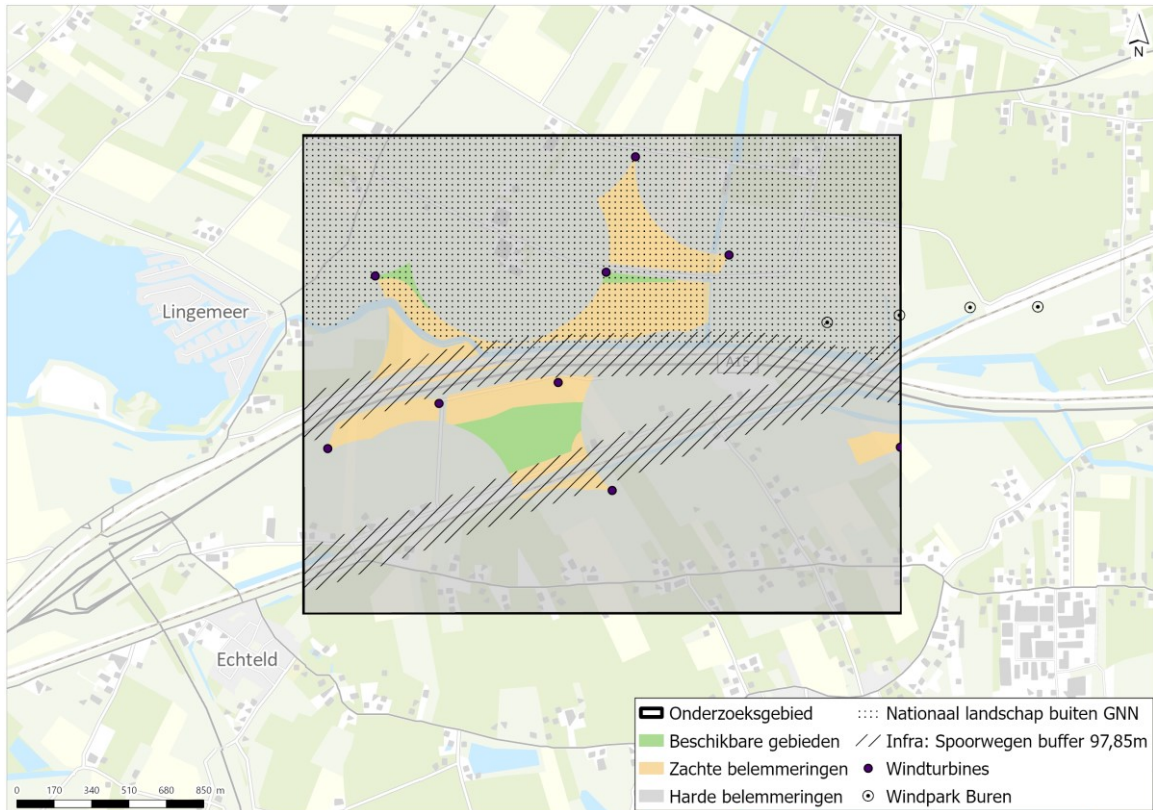 N
Lingemeer
A15
Echteld
Onderzoeksgebied
Nationaal landschap buiten GNN
Beschikbare gebieden
Infra: Spoorwegen buffer 97,85m
Zachte belemmeringen
Windturbines
Harde belemmeringen
Windpark Buren
0 170 340 510 680 850 m